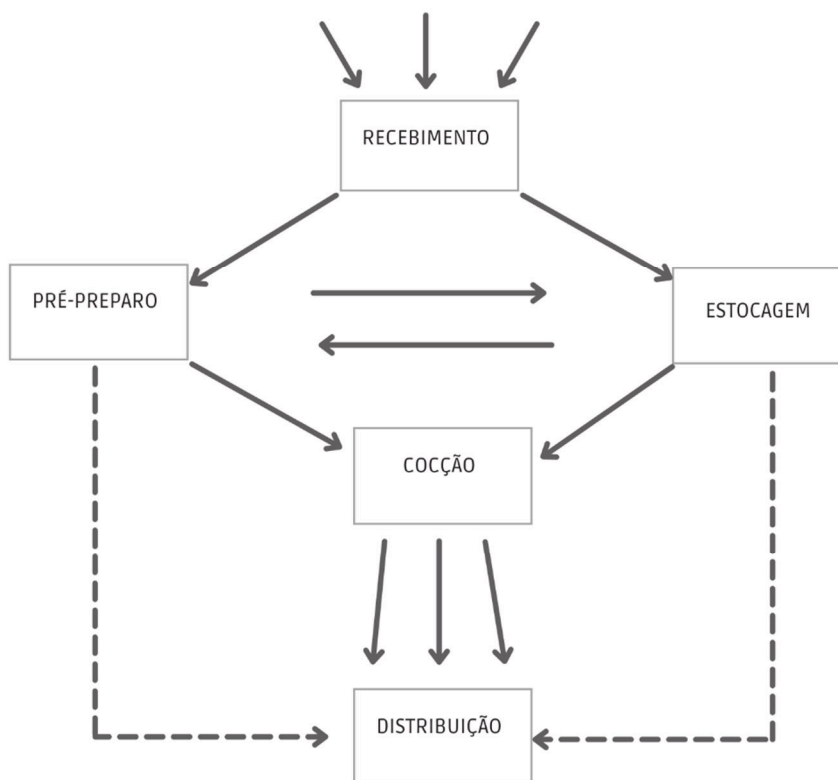 RECEBIMENTO
PRÉ-PREPARO
ESTOCAGEM
COCÇÃO
DISTRIBUIÇÃO